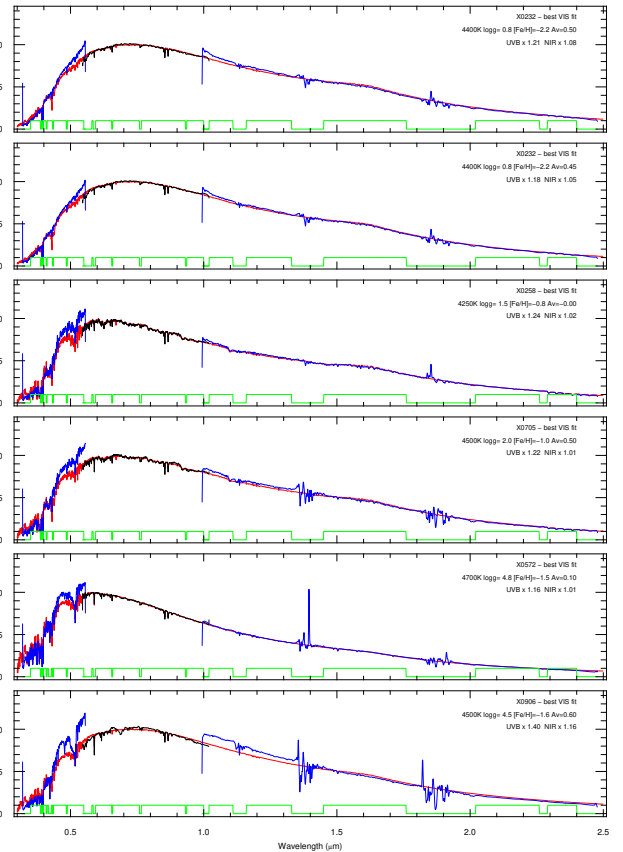 X0232 − best VIS fit
4400K logg= 0.8 [Fe/H]=−2.2 Av=0.50
UVB x 1.21 NIR x 1.08
X0232 − best VIS fit
4400K logg= 0.8 [Fe/H]=−2.2 Av=0.45
UVB x 1.18 NIR x 1.05
X0258 − best VIS fit
4250K logg= 1.5 [Fe/H]=−0.8 Av=−0.00
UVB x 1.24 NIR x 1.02
X0705 − best VIS fit
4500K logg= 2.0 [Fe/H]=−1.0 Av=0.50
UVB x 1.22 NIR x 1.01
X0572 − best VIS fit
4700K logg= 4.8 [Fe/H]=−1.5 Av=0.10
UVB x 1.16 NIR x 1.01
X0906 − best VIS fit
4500K logg= 4.5 [Fe/H]=−1.6 Av=0.60
UVB x 1.40 NIR x 1.16
0.5 1.0 1.5 2.0 2.5
Wavelength (μm)